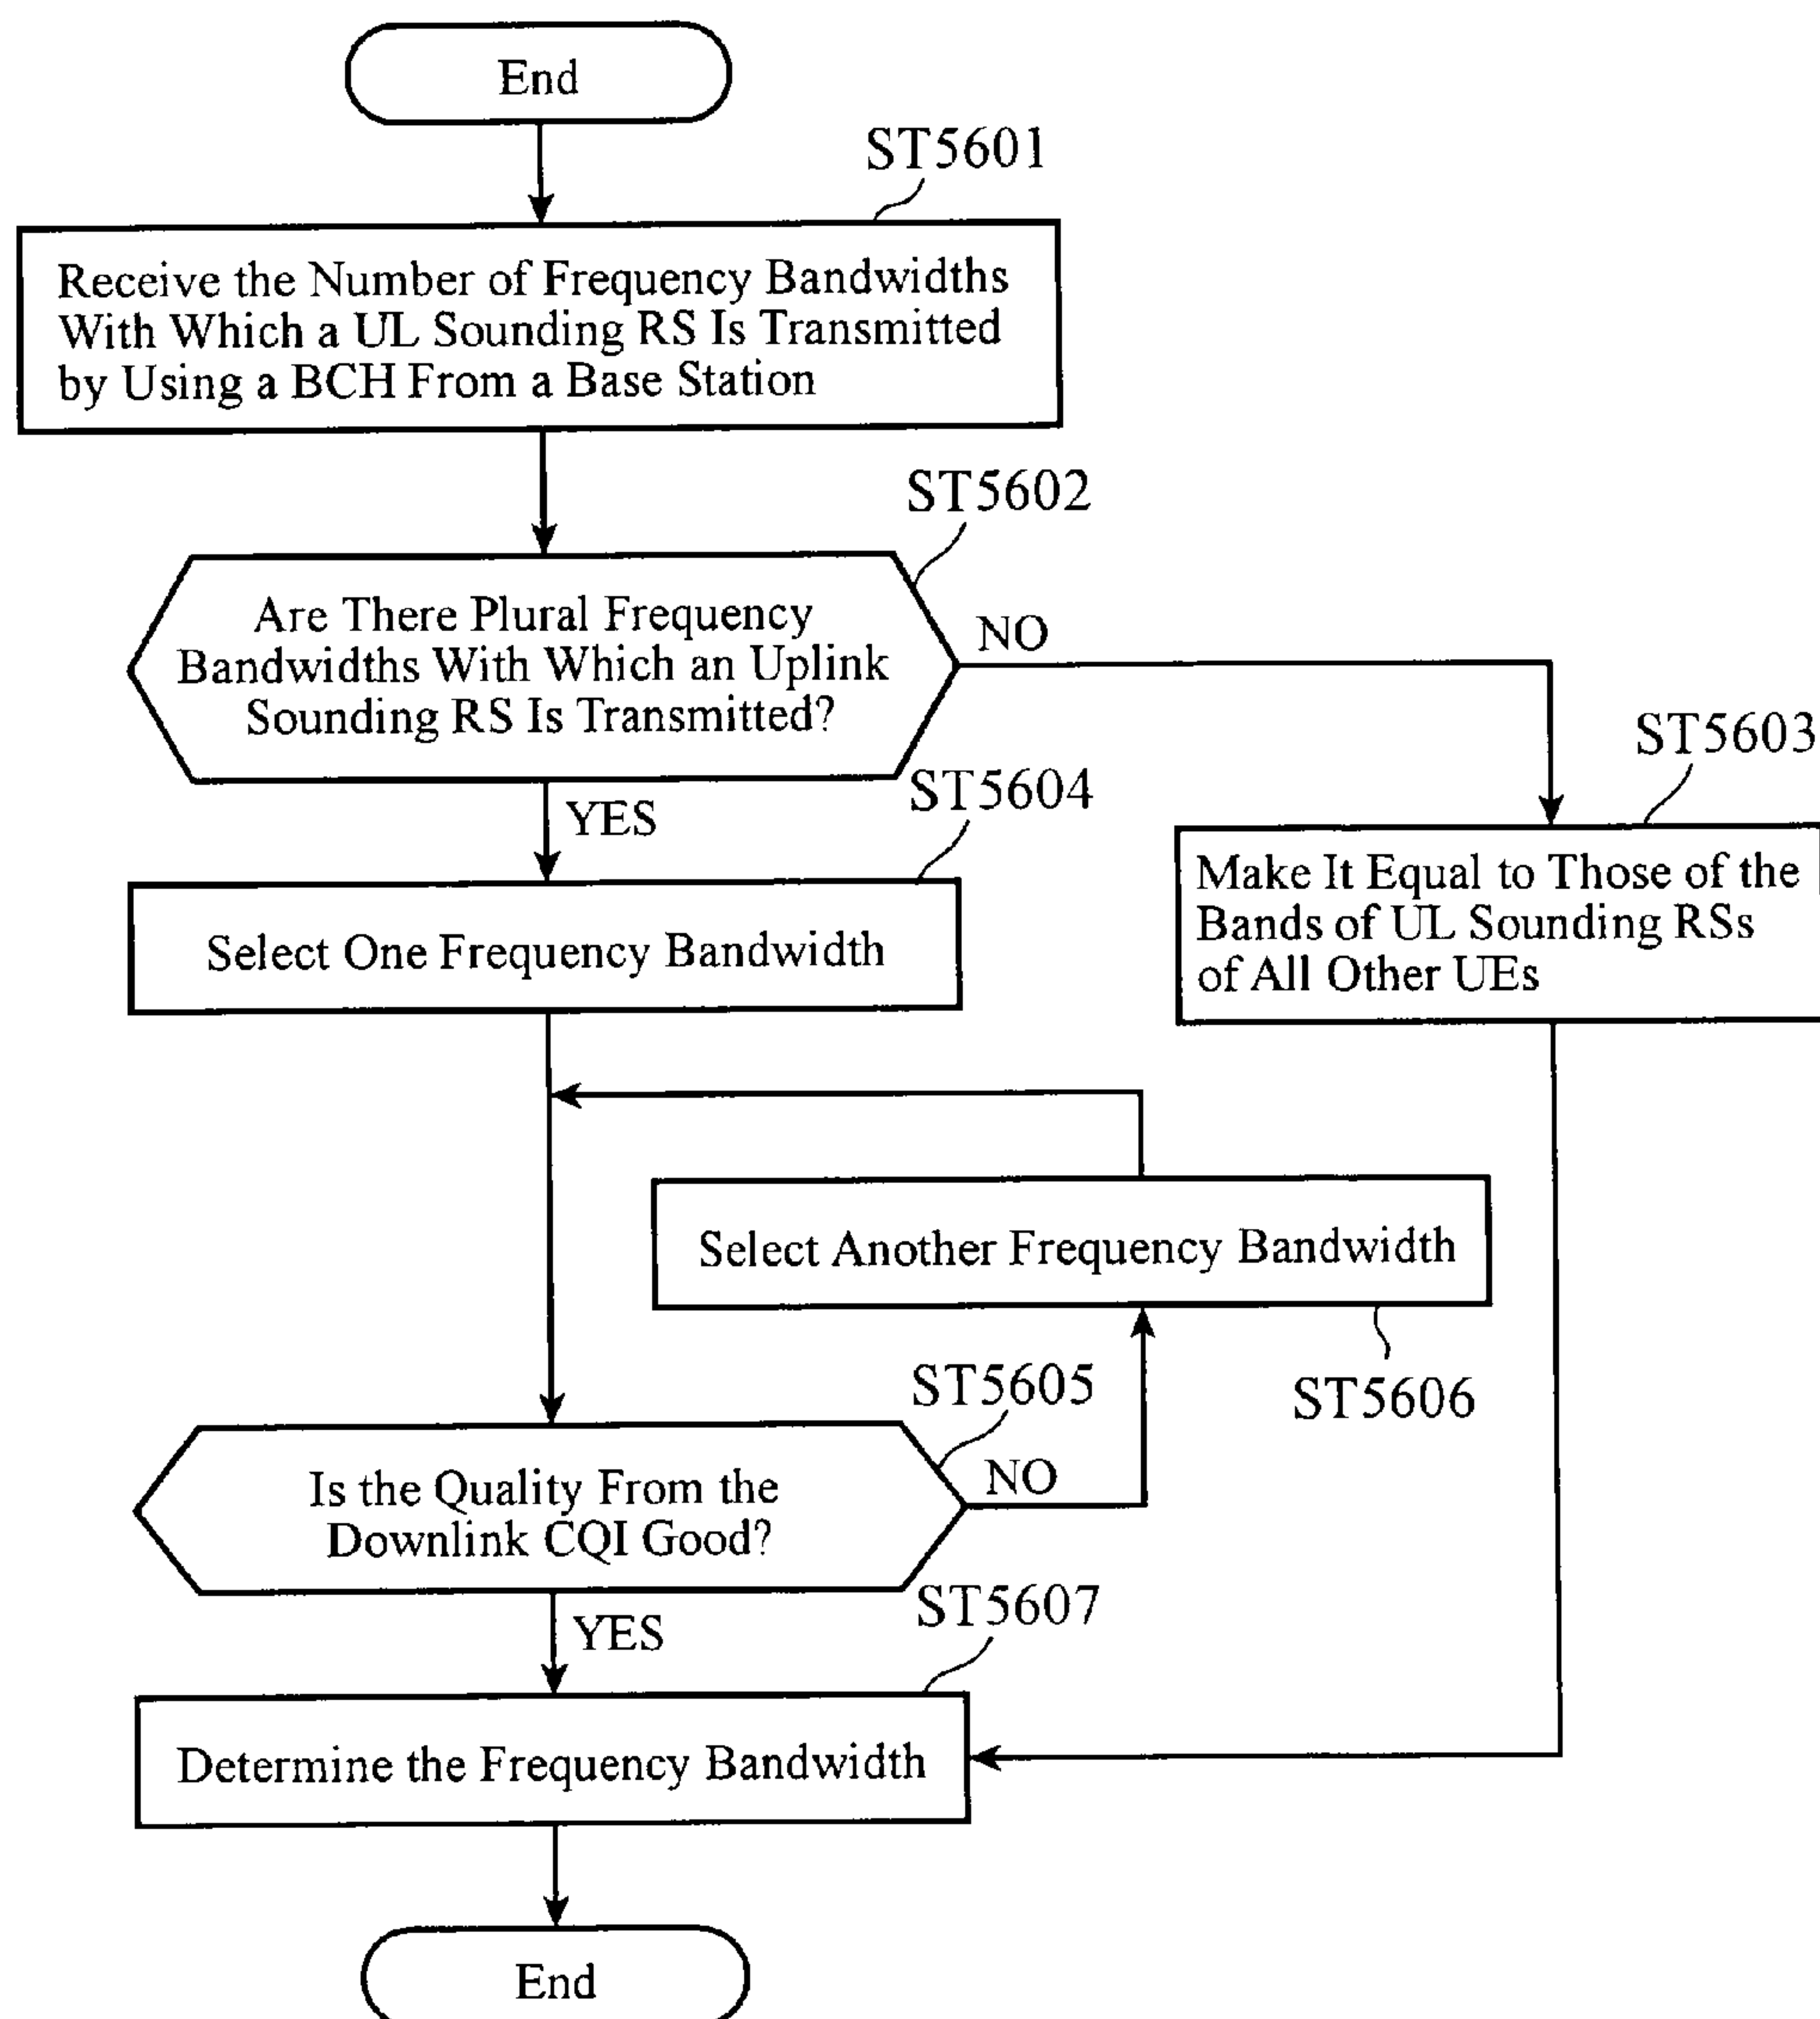 End
ST5601
Receive the Number of Frequency Bandwidths
With Which a UL Sounding RS Is Transmitted
by Using a BCH From a Base Station
ST5602
Are There Plural Frequency
Bandwidths With Which an Uplink
Sounding RS Is Transmitted?
NO
YES
ST5603
Make It Equal to Those of the
Bands of UL Sounding RSs
of All Other UEs
ST5604
Select One Frequency Bandwidth
Select Another Frequency Bandwidth
ST5606
ST5605
Is the Quality From the
Downlink CQI Good?
NO
YES
ST5607
Determine the Frequency Bandwidth
End